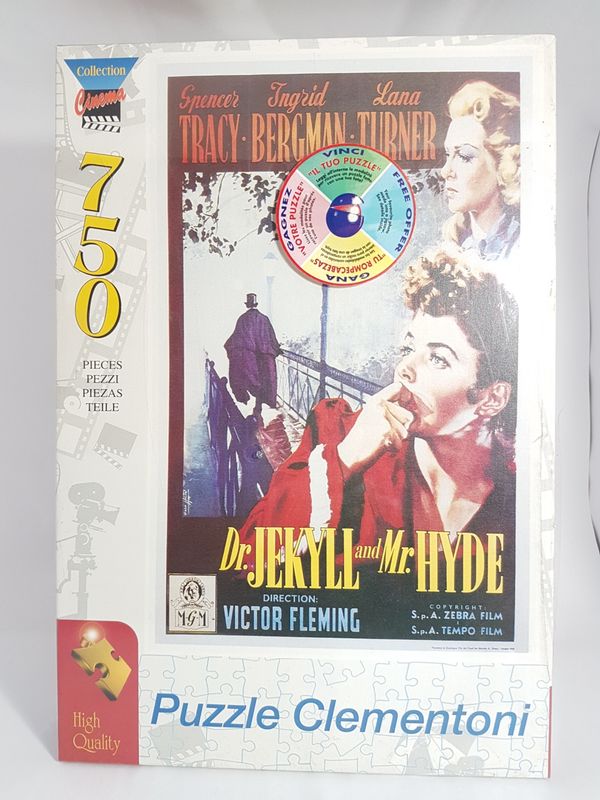 Collection
Cinema
750
PIECES
PEZZI
PIEZAS
TEILE
Spencer Ingrid Lana
TRACY · BERGMAN · TURNER
VINCI
"IL TUO PUZZLE"
FREE OFFER
GANA
"TU ROMPECABEZAS"
GAGNEZ
"VOTRE PUZZLE"
Dr. JEKYLL and Mr. HYDE
M-G-M
DIRECTION:
VICTOR FLEMING
COPYRIGHT:
S.p.A. ZEBRA FILM
S.p.A. TEMPO FILM
High
Quality
Puzzle Clementoni